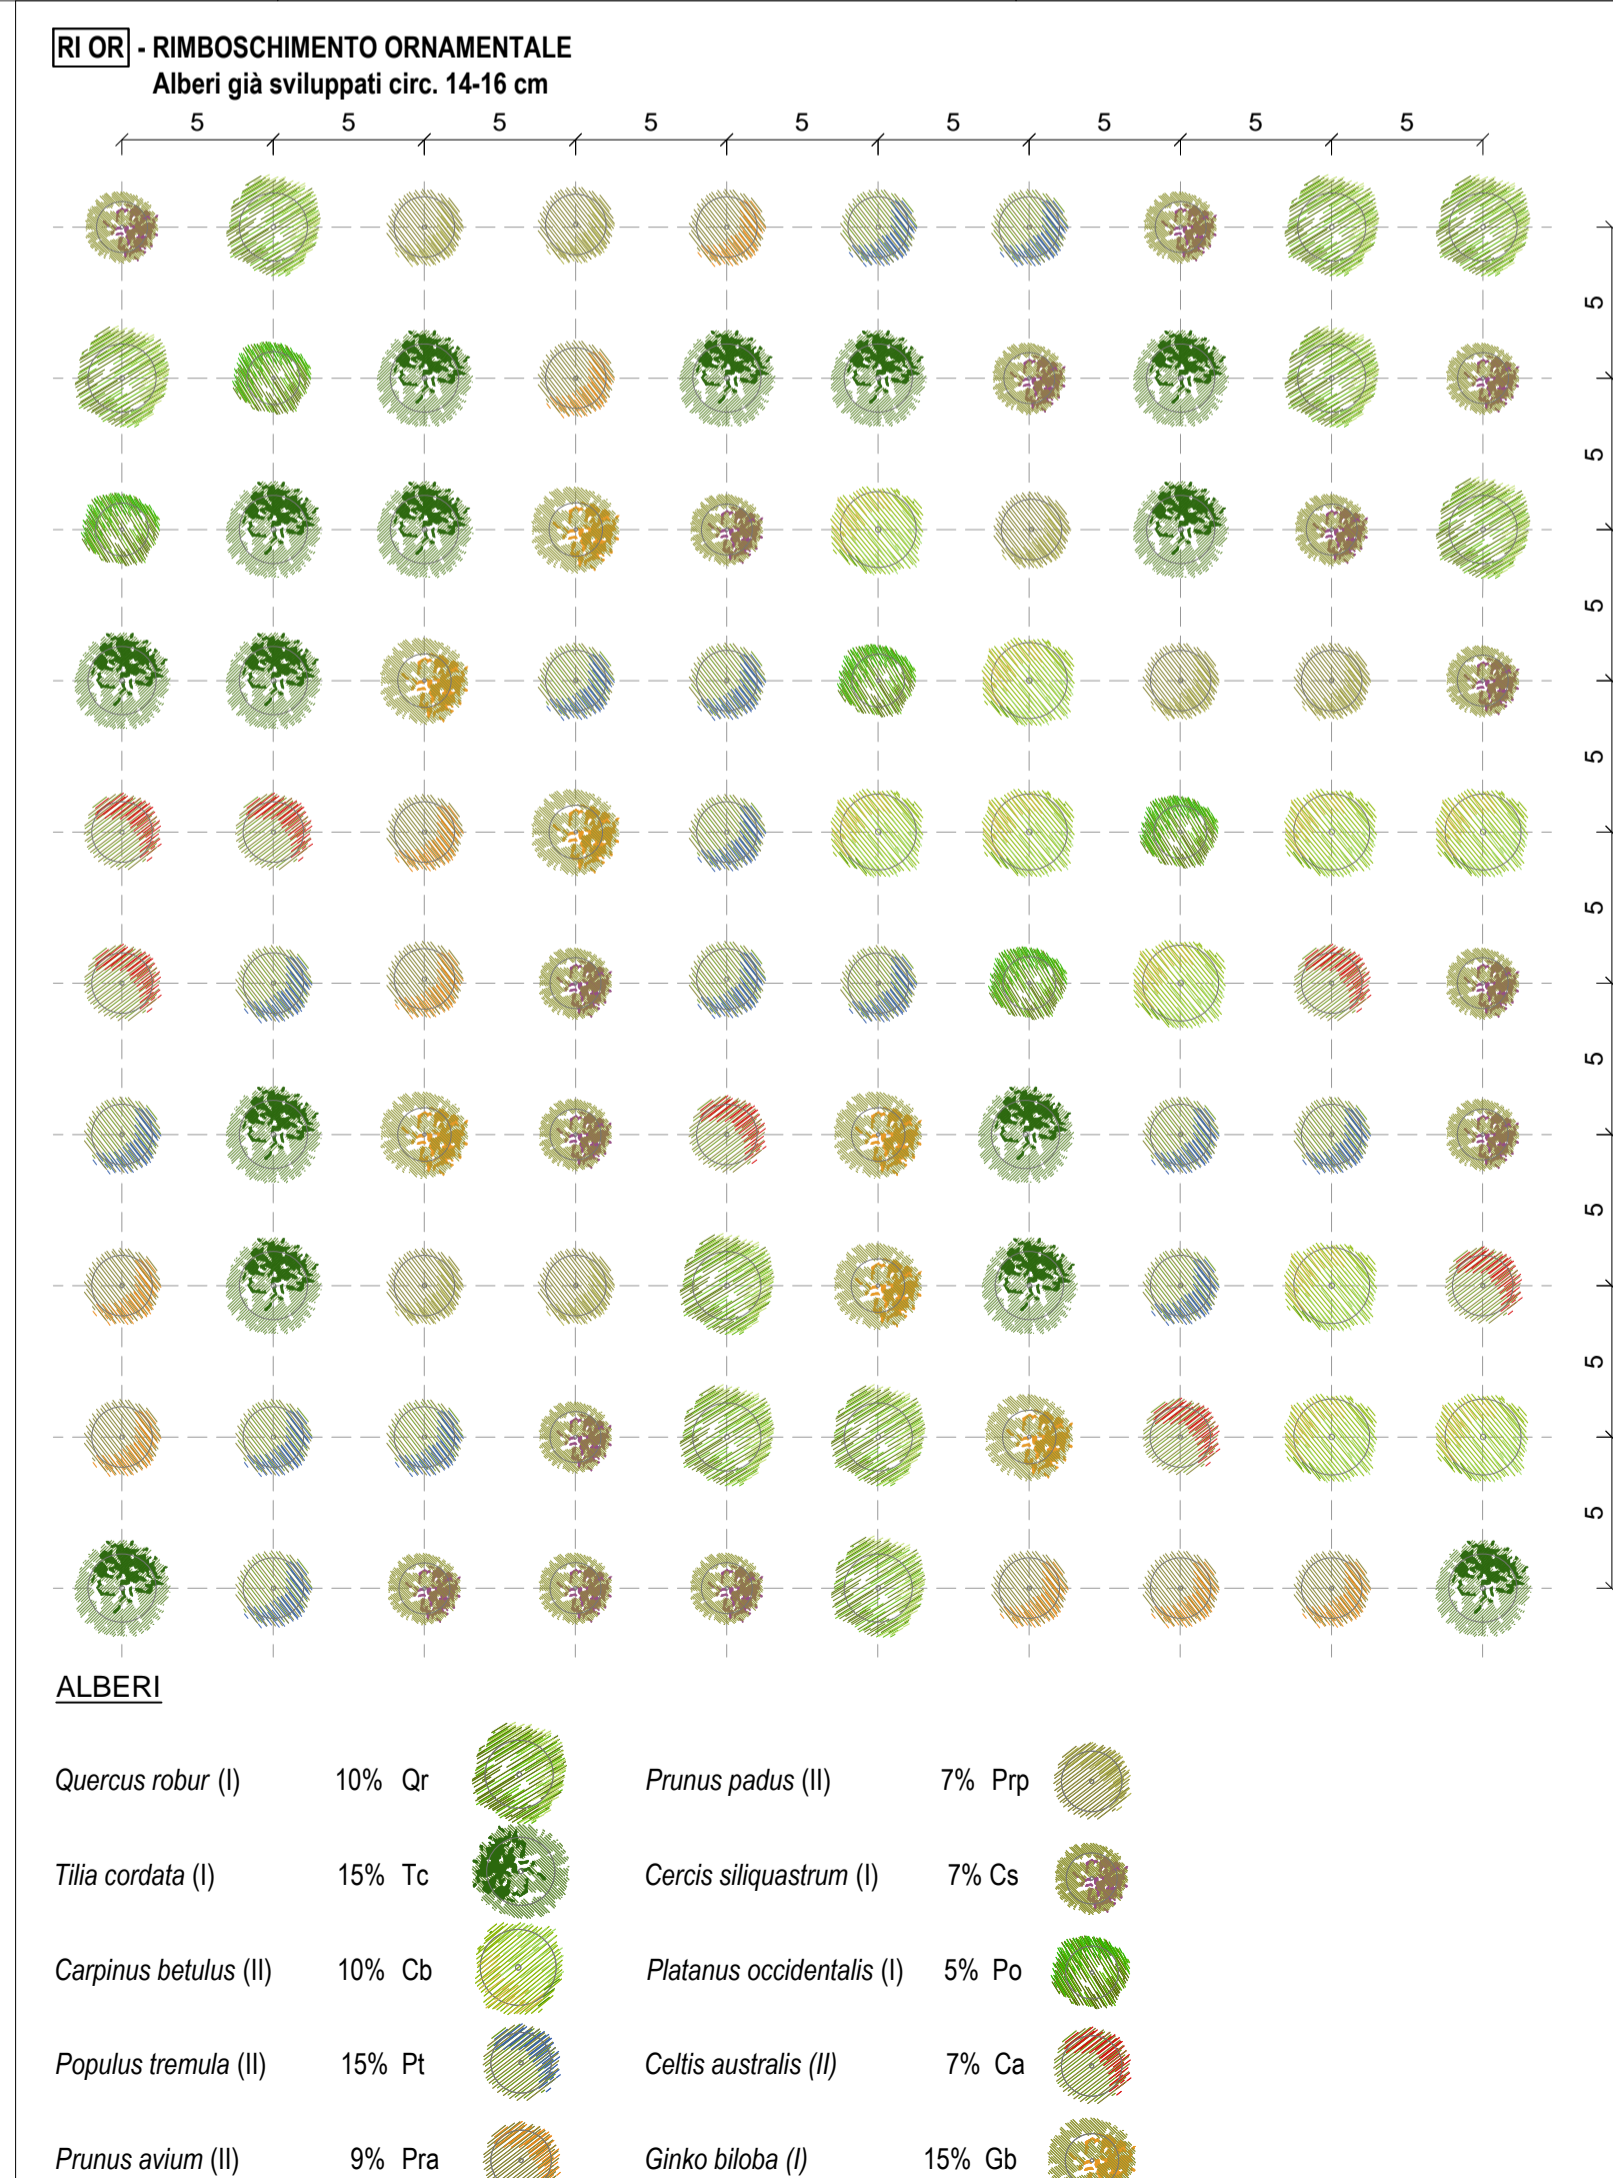 RI OR - RIMBOSCHIMENTO ORNAMENTALE
Alberi già sviluppati circ. 14-16 cm
5 5 5 5 5 5 5 5 5
5
5
5
5
5
5
5
5
5
ALBERI
Quercus robur (I) 10% Qr
Prunus padus (II) 7% Prp
Tilia cordata (I) 15% Tc
Cercis siliquastrum (I) 7% Cs
Carpinus betulus (II) 10% Cb
Platanus occidentalis (I) 5% Po
Populus tremula (II) 15% Pt
Celtis australis (II) 7% Ca
Prunus avium (II) 9% Pra
Ginko biloba (I) 15% Gb